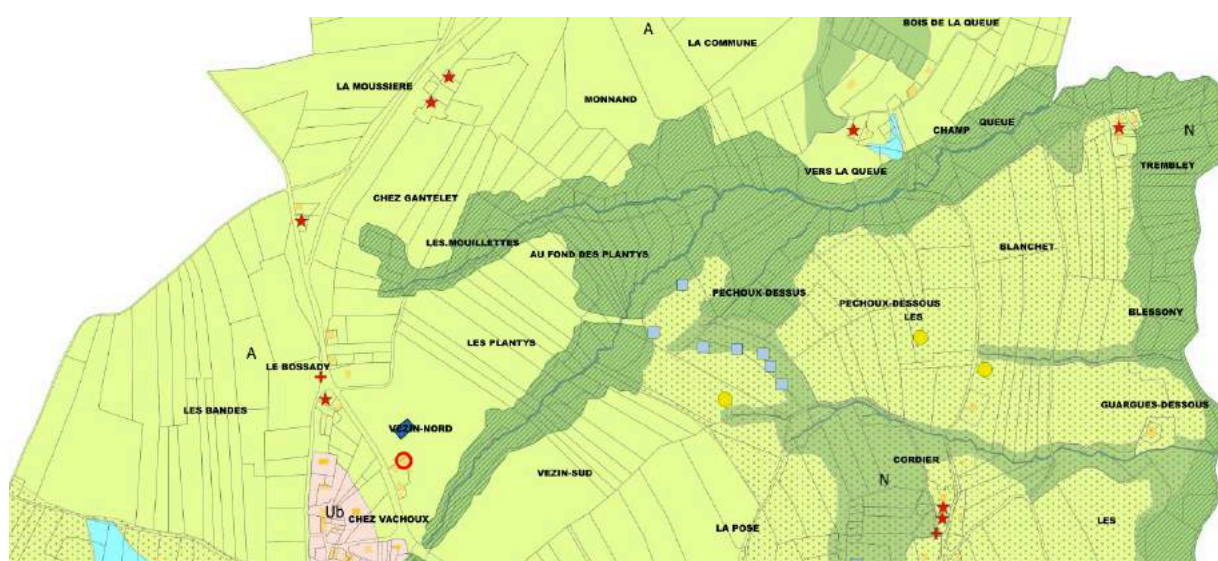 BOIS DE LA QUEUE
A
LA COMMUNE
LA MOUSSIERE
MONNAND
QUEUE
CHAMP
N
TREMBLEY
VERS LA QUEUE
CHEZ GANTELET
LES MOUILLETTES
AU FOND DES PLANTYS
BLANCHET
PECHOUX-DESSUS
PECHOUX-DESSOUS
LES
BLESSONY
LES PLANTYS
A
LE BOSSADY
LES BANDES
GUARGUES-DESSOUS
VEZIN-NORD
CORDIER
VEZIN-SUD
N
Ub
CHEZ VACHOUX
LA POSE
LES